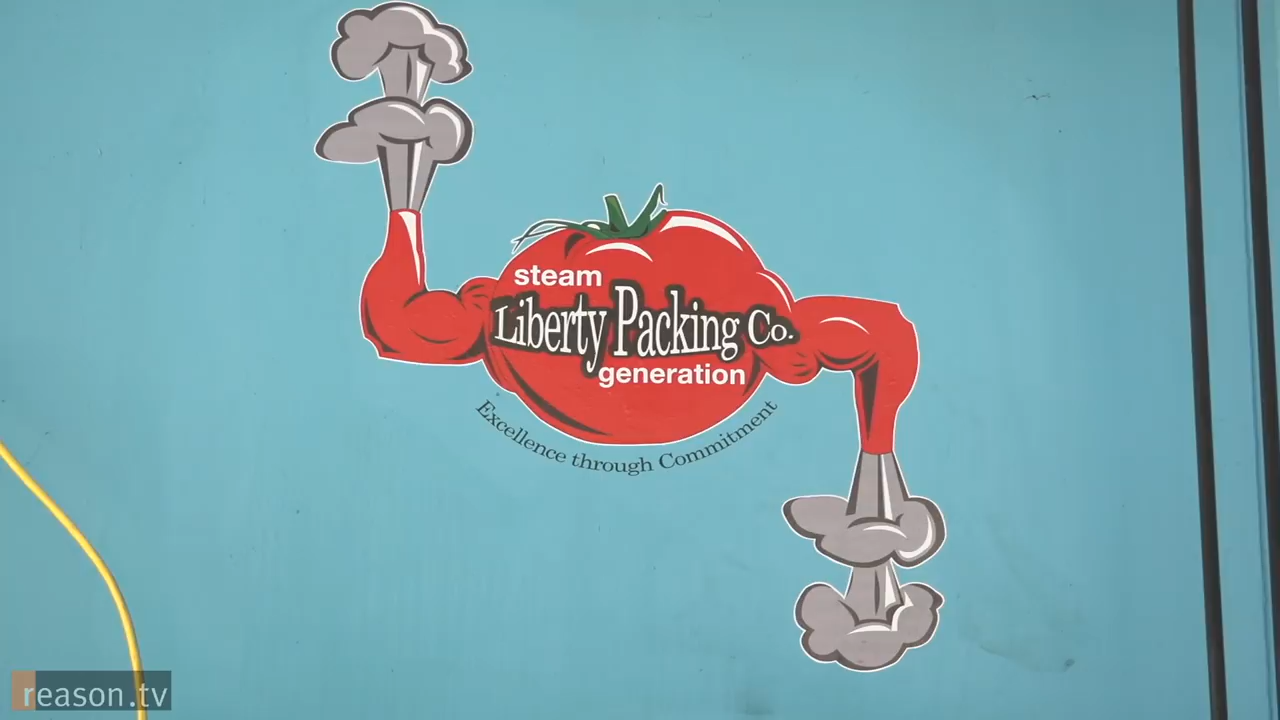 steam
Liberty Packing Co.
generation
Excellence through Commitment
reason.tv